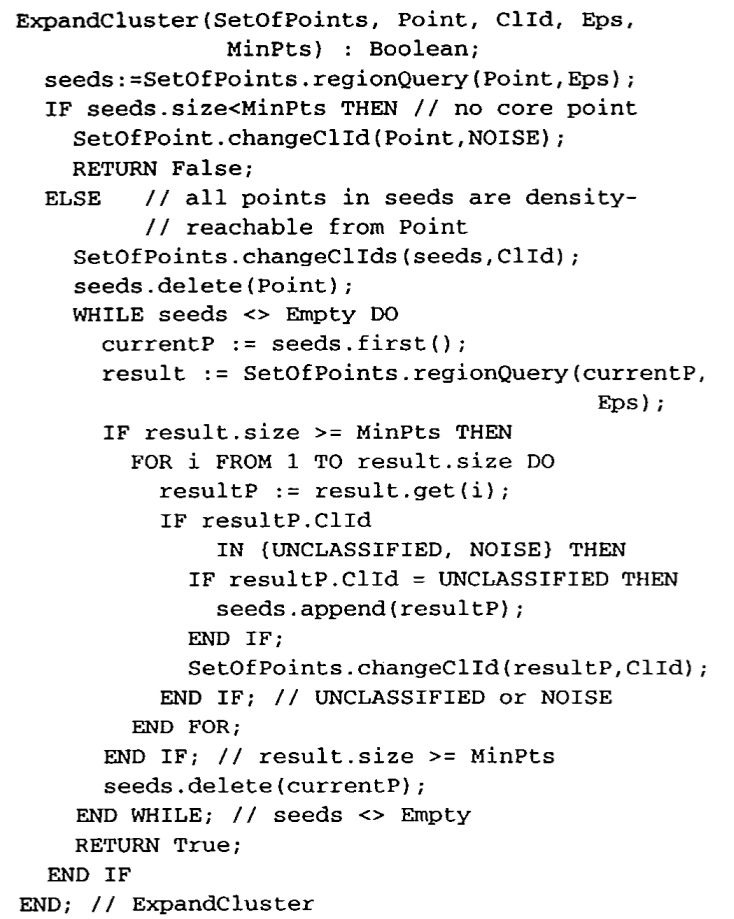 ExpandCluster(SetOfPoints, Point, ClId, Eps,
MinPts) : Boolean;
seeds:=SetOfPoints.regionQuery(Point,Eps);
IF seeds.size<MinPts THEN // no core point
SetOfPoint.changeClId(Point,NOISE);
RETURN False;
ELSE // all points in seeds are density-
// reachable from Point
SetOfPoints.changeClIds(seeds,ClId);
seeds.delete(Point);
WHILE seeds <> Empty DO
currentP := seeds.first();
result := SetOfPoints.regionQuery(currentP,
Eps);
IF result.size >= MinPts THEN
FOR i FROM 1 TO result.size DO
resultP := result.get(i);
IF resultP.ClId
IN {UNCLASSIFIED, NOISE} THEN
IF resultP.ClId = UNCLASSIFIED THEN
seeds.append(resultP);
END IF;
SetOfPoints.changeClId(resultP,ClId);
END IF; // UNCLASSIFIED or NOISE
END FOR;
END IF; // result.size >= MinPts
seeds.delete(currentP);
END WHILE; // seeds <> Empty
RETURN True;
END IF
END; // ExpandCluster